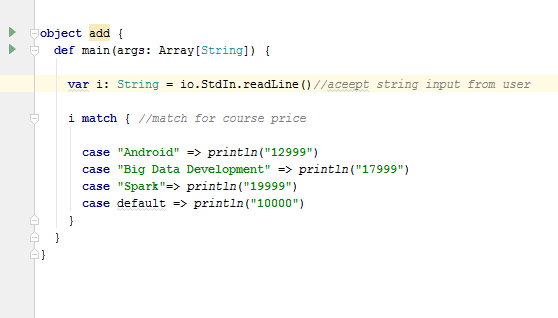 object add {
def main(args: Array[String]) {
var i: String = io.StdIn.readLine()//aceept string input from user
i match { //match for course price
case "Android" => println("12999")
case "Big Data Development" => println("17999")
case "Spark"=> println("19999")
case default => println("10000")
}
}
}